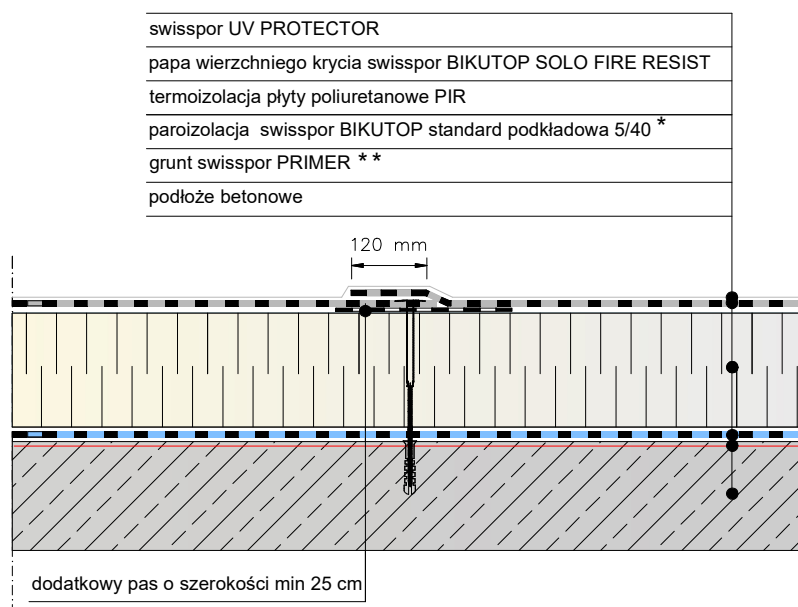 swisspor UV PROTECTOR
papa wierzchniego krycia swisspor BIKUTOP SOLO FIRE RESIST
termoizolacja płyty poliuretanowe PIR
paroizolacja swisspor BIKUTOP standard podkładowa 5/40 *
grunt swisspor PRIMER **
podłoże betonowe
120 mm
dodatkowy pas o szerokości min 25 cm